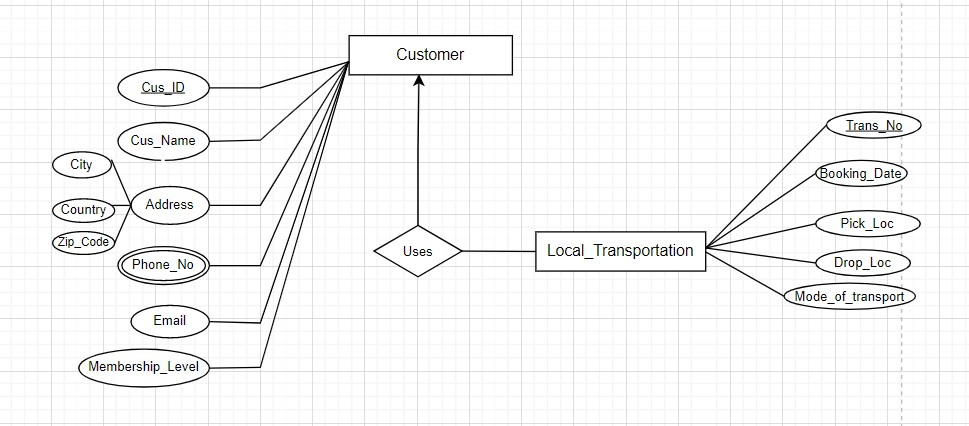 Customer
Cus_ID
Cus_Name
City
Address
Country
Zip_Code
Phone_No
Email
Membership_Level
Uses
Local_Transportation
Trans_No
Booking_Date
Pick_Loc
Drop_Loc
Mode_of_transport